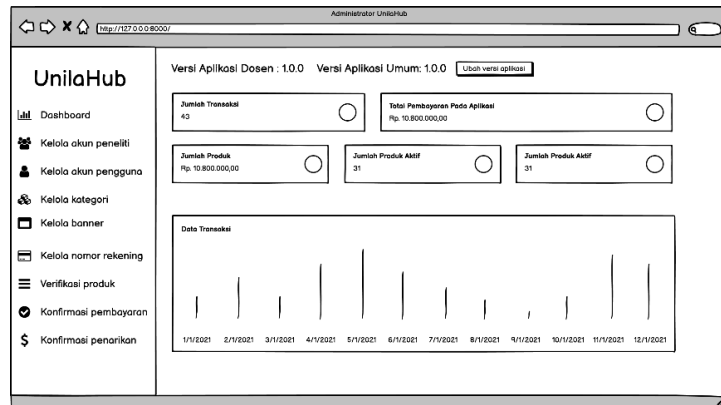 Administrator UnilaHub
http://127.0.0.0:8000/
UnilaHub
Dashboard
Kelola akun peneliti
Kelola akun pengguna
Kelola kategori
Kelola banner
Kelola nomor rekening
Verifikasi produk
Konfirmasi pembayaran
Konfirmasi penarikan
Versi Aplikasi Dosen : 1.0.0 Versi Aplikasi Umum: 1.0.0 Ubah versi aplikasi
Jumlah Transaksi
43
Total Pembayaran Pada Aplikasi
Rp. 10.800.000,00
Jumlah Produk
Rp. 10.800.000,00
Jumlah Produk Aktif
31
Jumlah Produk Aktif
31
Data Transaksi
1/1/2021 2/1/2021 3/1/2021 4/1/2021 5/1/2021 6/1/2021 7/1/2021 8/1/2021 9/1/2021 10/1/2021 11/1/2021 12/1/2021